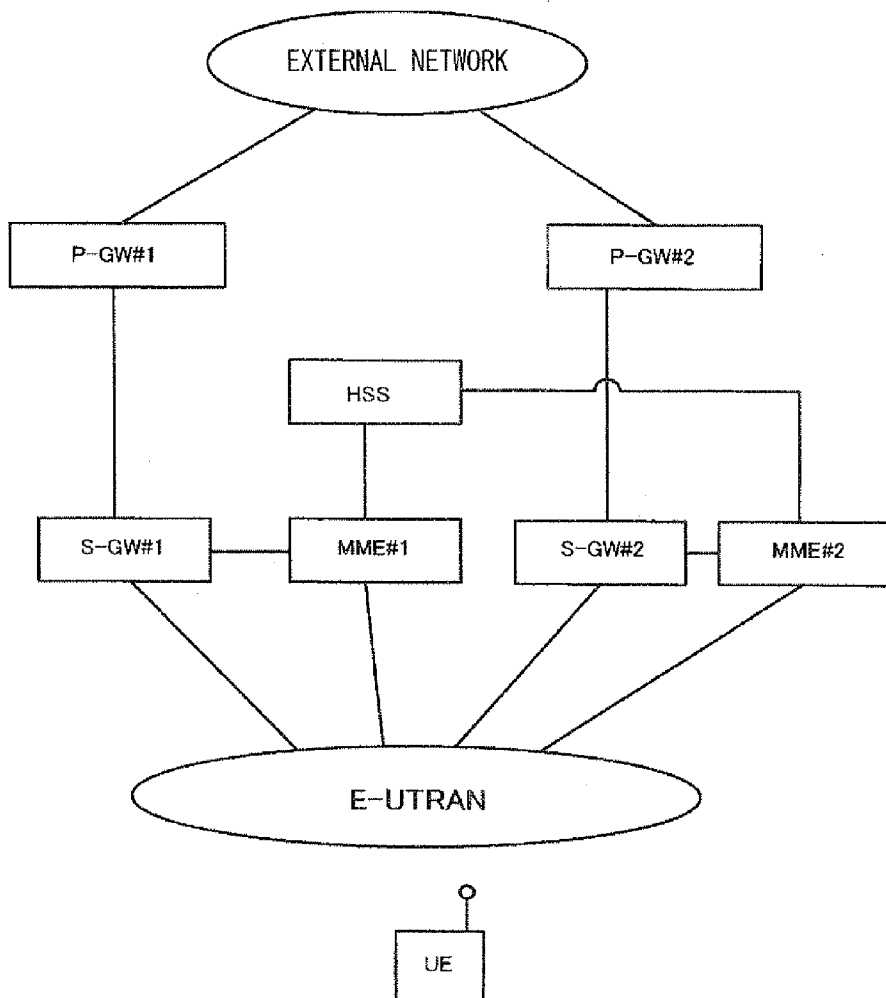 EXTERNAL NETWORK
P-GW#1
P-GW#2
HSS
S-GW#1
MME#1
S-GW#2
MME#2
E-UTRAN
UE